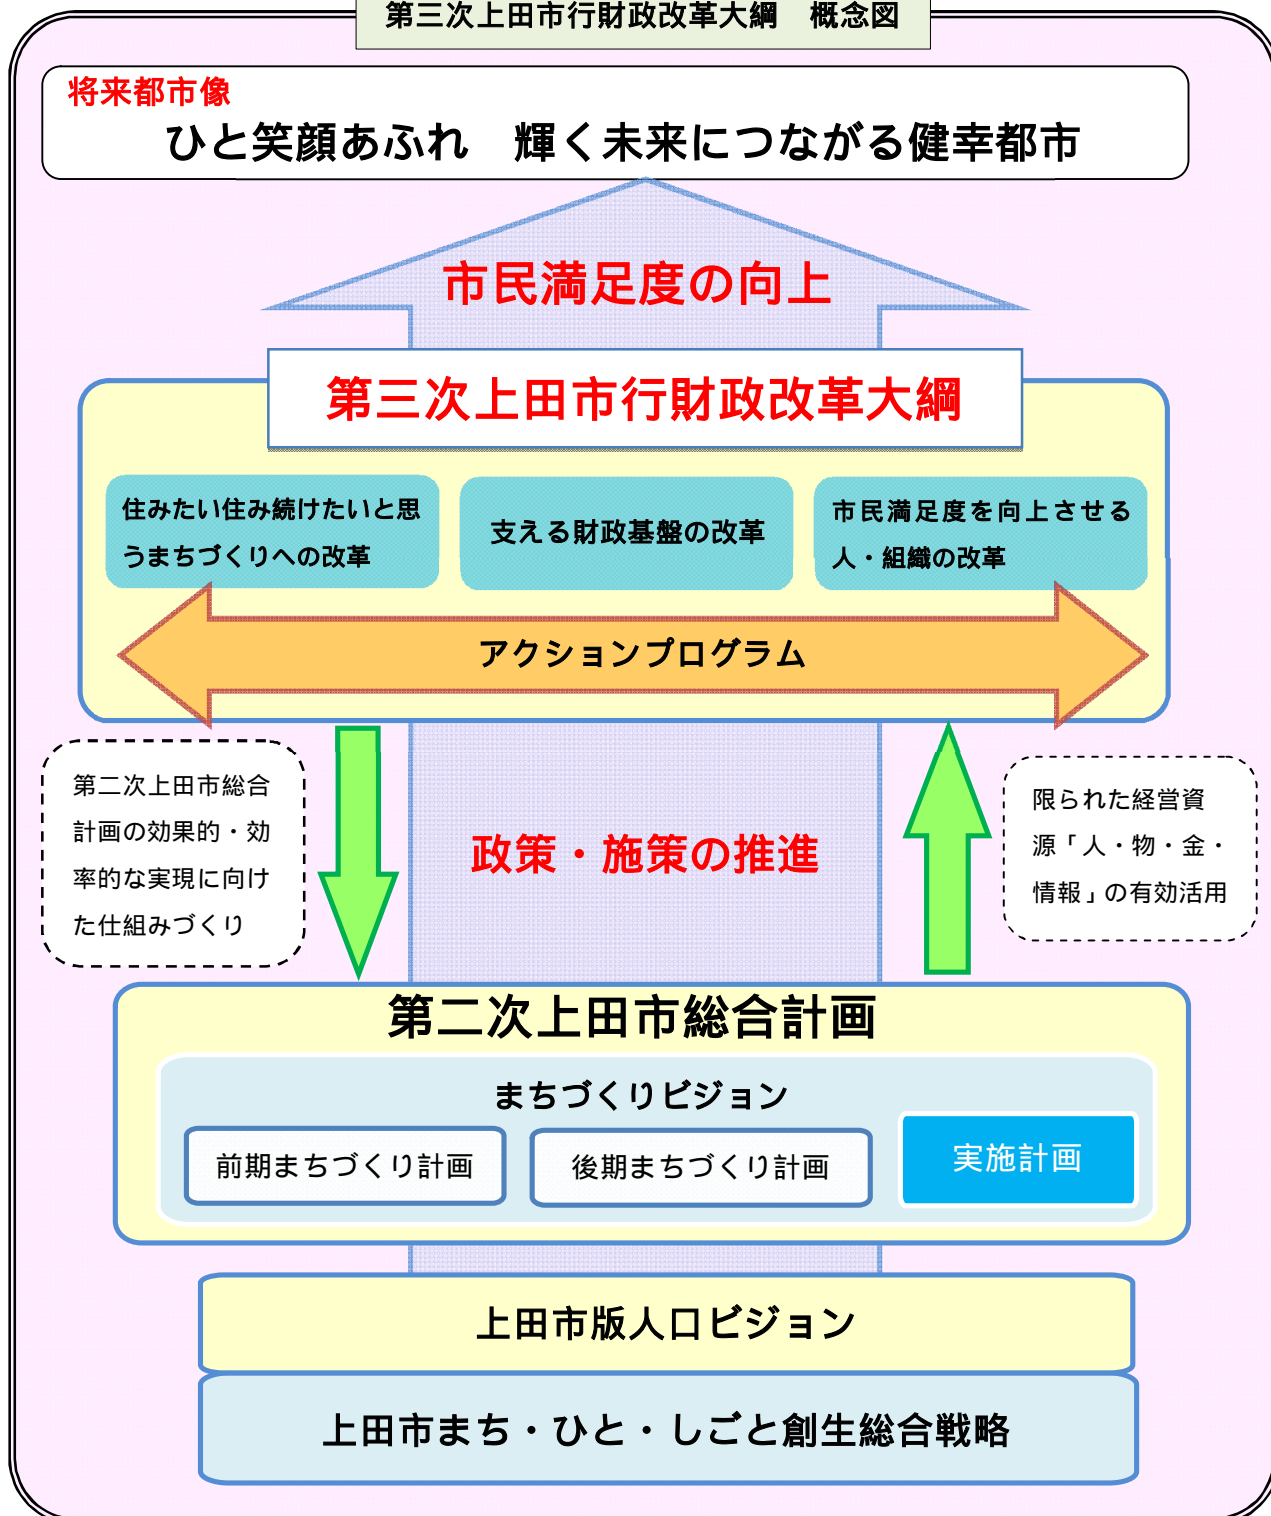 第三次上田市行財政改革大綱　概念図
将来都市像
ひと笑顔あふれ　輝く未来につながる健幸都市
市民満足度の向上
第三次上田市行財政改革大綱
住みたい住み続けたいと思
うまちづくりへの改革
支える財政基盤の改革
市民満足度を向上させる
人・組織の改革
アクションプログラム
第二次上田市総合
計画の効果的・効
率的な実現に向け
た仕組みづくり
政策・施策の推進
限られた経営資
源「人・物・金・
情報」の有効活用
第二次上田市総合計画
まちづくりビジョン
前期まちづくり計画
後期まちづくり計画
実施計画
上田市版人口ビジョン
上田市まち・ひと・しごと創生総合戦略